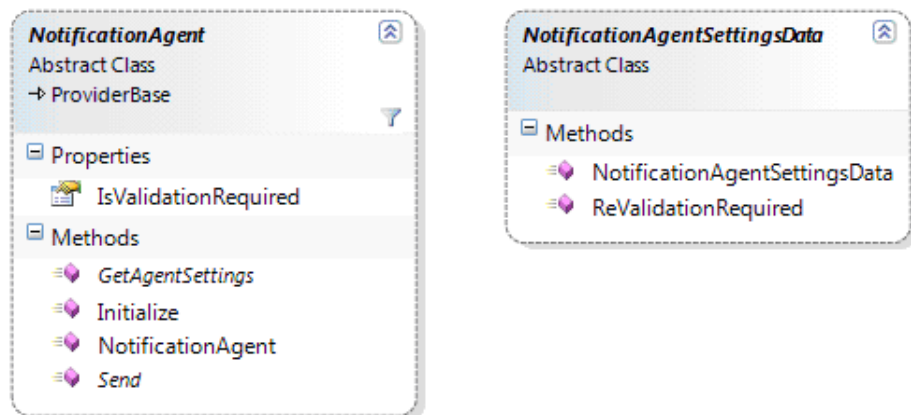 NotificationAgent
Abstract Class
ProviderBase
Properties
IsValidationRequired
Methods
GetAgentSettings
Initialize
NotificationAgent
Send
NotificationAgentSettingsData
Abstract Class
Methods
NotificationAgentSettingsData
ReValidationRequired